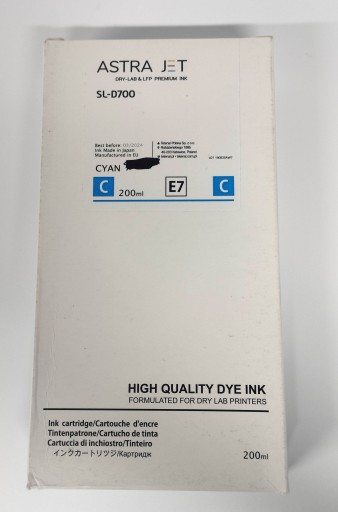 ASTRA JET
DRY-LAB & LFP PREMIUM INK
SL-D700
Best before: 03/2024
Ink Made in Japan
Manufactured in EU
CYAN
C 200ml E7 C
HIGH QUALITY DYE INK
FORMULATED FOR DRY LAB PRINTERS
Ink cartridge/Cartouche d'encre
Tintenpatrone/Cartucho de tinta
Cartuccia di inchiostro/Tinteiro
インクカートリッジ/Картридж
200ml